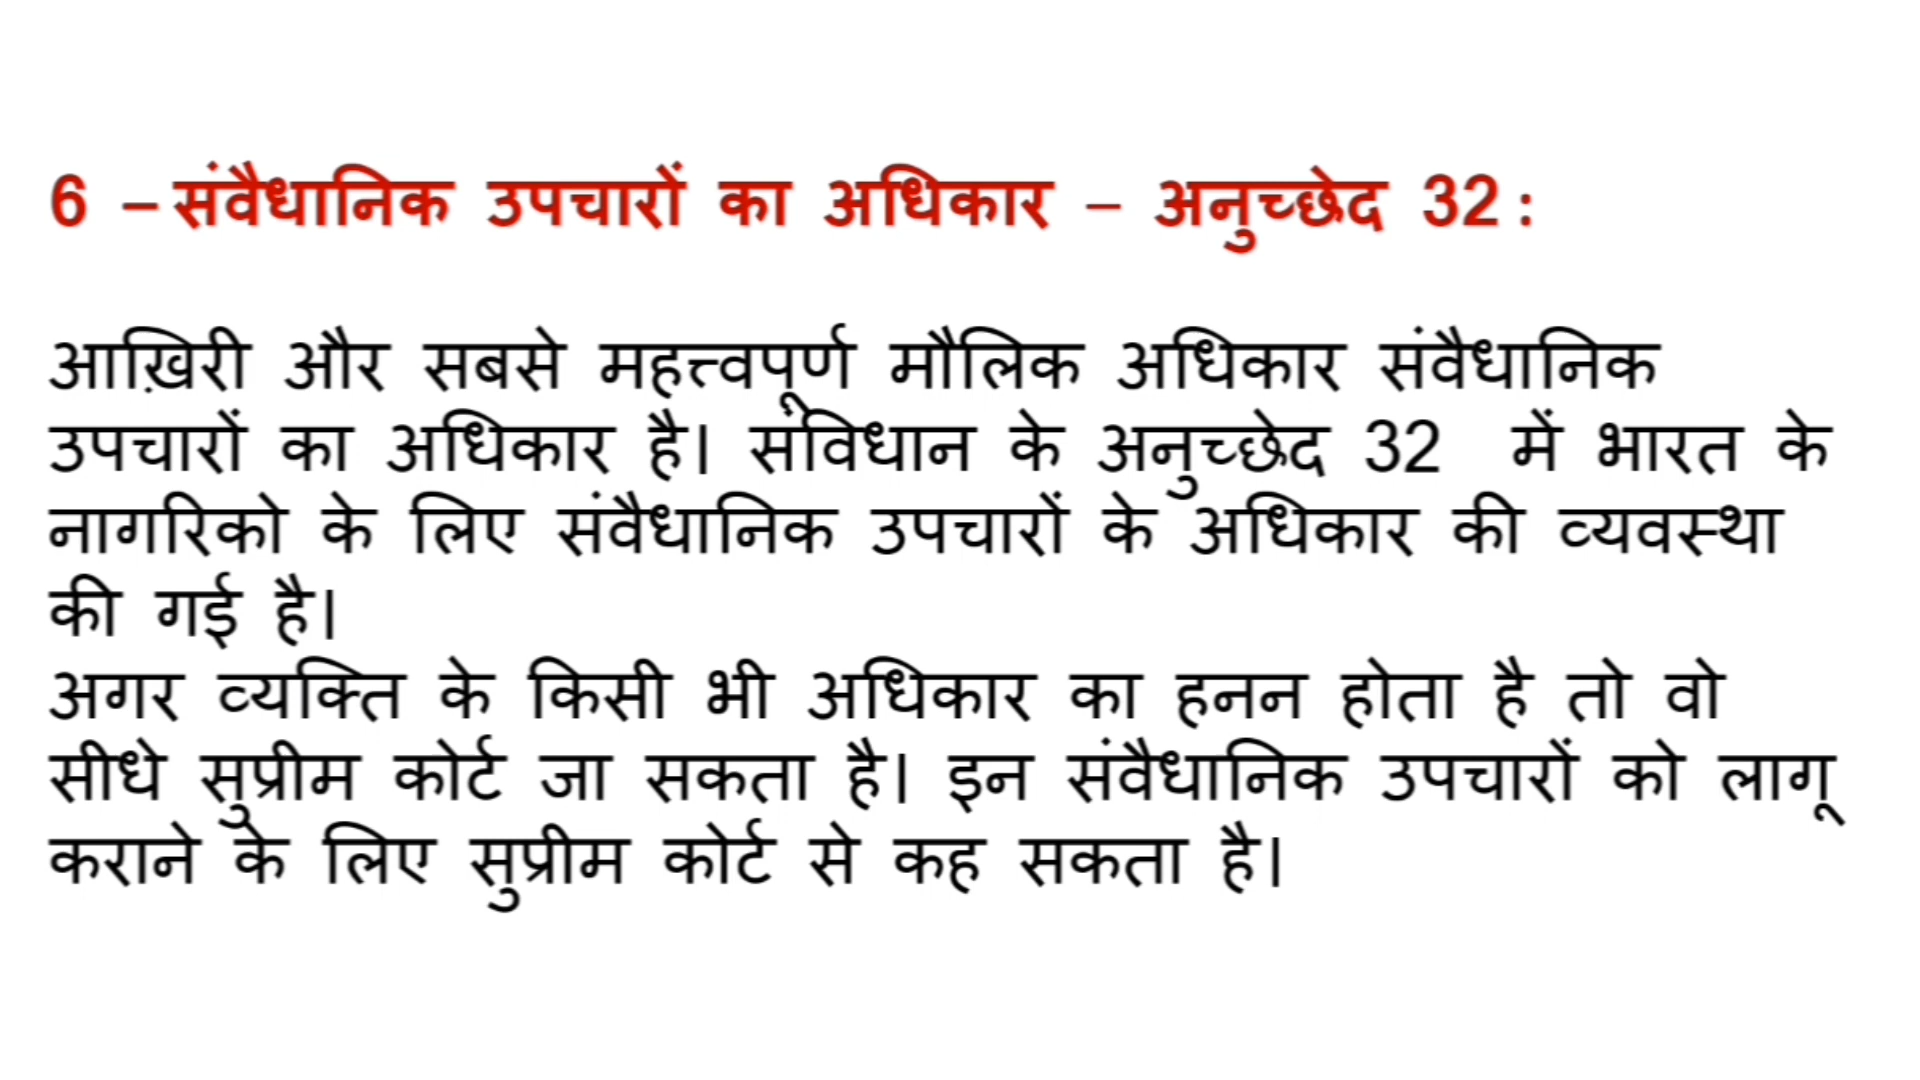 6 – संवैधानिक उपचारों का अधिकार – अनुच्छेद 32 :
आख़िरी और सबसे महत्त्वपूर्ण मौलिक अधिकार संवैधानिक
उपचारों का अधिकार है। संविधान के अनुच्छेद 32 में भारत के
नागरिको के लिए संवैधानिक उपचारों के अधिकार की व्यवस्था
की गई है।
अगर व्यक्ति के किसी भी अधिकार का हनन होता है तो वो
सीधे सुप्रीम कोर्ट जा सकता है। इन संवैधानिक उपचारों को लागू
कराने के लिए सुप्रीम कोर्ट से कह सकता है।